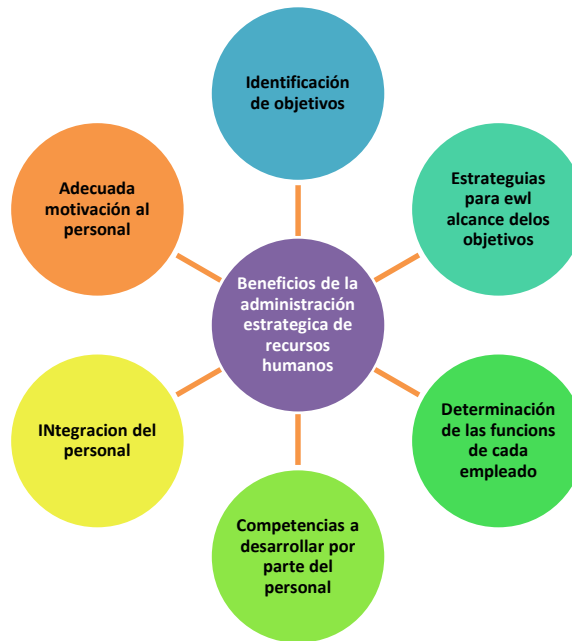 Identificación
de objetivos
Estrateguias
para ewl
alcance delos
objetivos
Determinación
de las funcions
de cada
empleado
Competencias a
desarrollar por
parte del
personal
INtegracion del
personal
Adecuada
motivación al
personal
Beneficios de la
administración
estrategica de
recursos
humanos